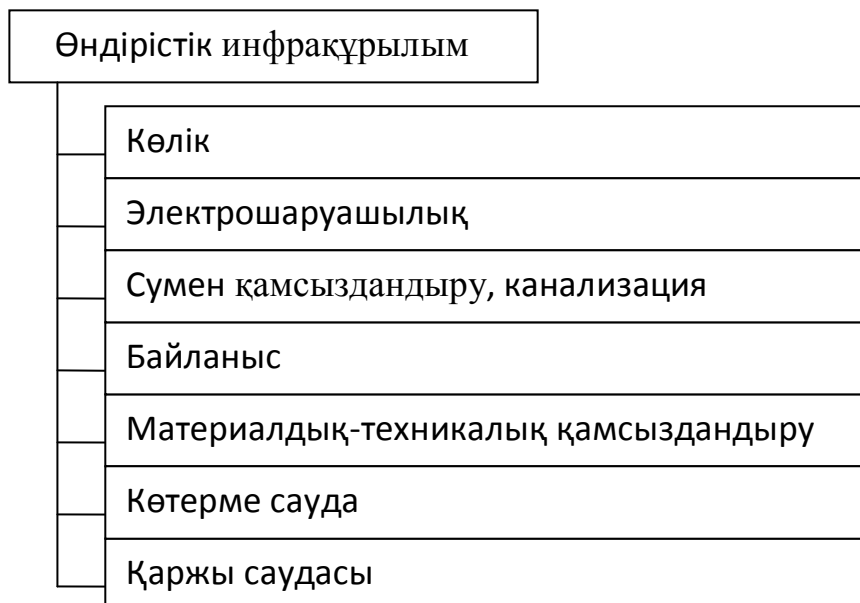 Өндірістік инфрақұрылым
Көлік
Электрошаруашылық
Сумен қамсыздандыру, канализация
Байланыс
Материалдық-техникалық қамсыздандыру
Көтерме сауда
Қаржы саудасы